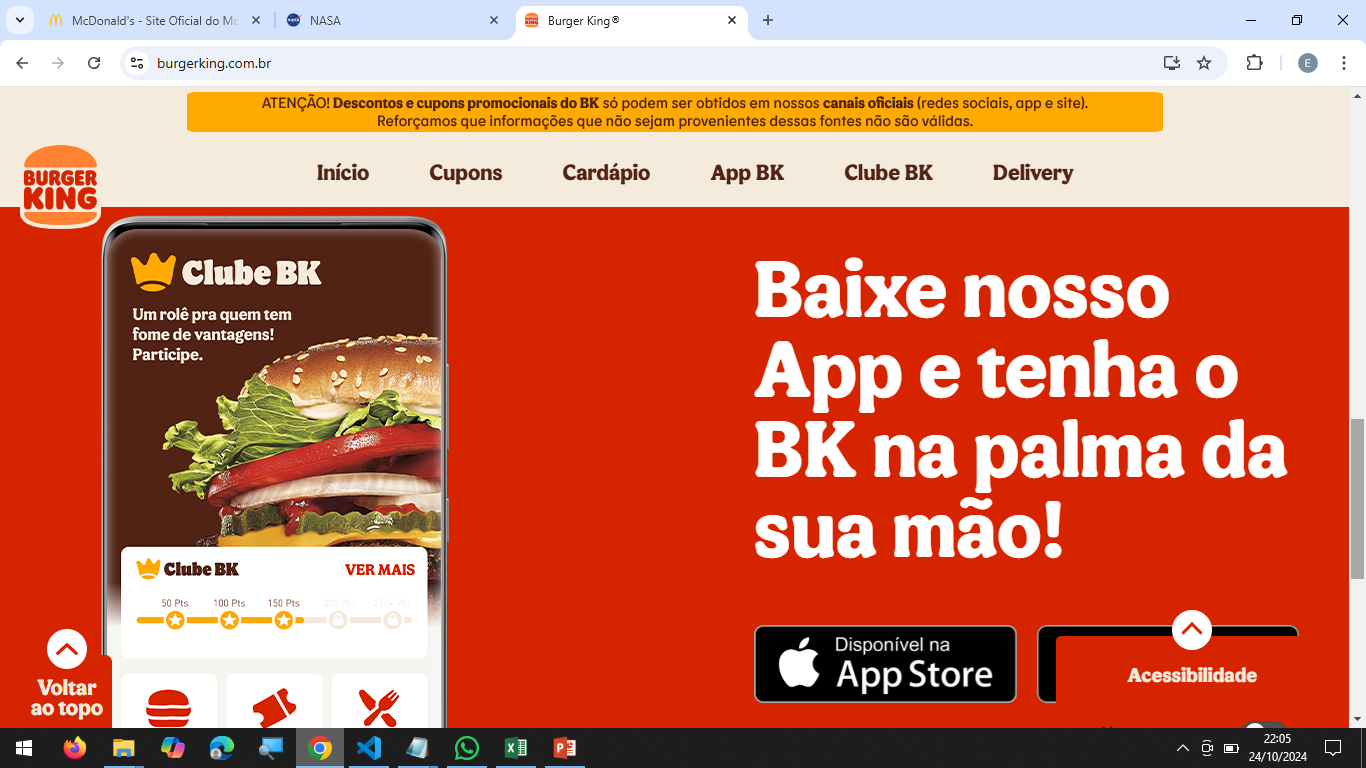 McDonald's - Site Oficial do Mc
NASA
Burger King®
burgerking.com.br
E
ATENÇÃO! Descontos e cupons promocionais do BK só podem ser obtidos em nossos canais oficiais (redes sociais, app e site).
Reforçamos que informações que não sejam provenientes dessas fontes não são válidas.
BURGER
KING
Início
Cupons
Cardápio
App BK
Clube BK
Delivery
Clube BK
Um rolê pra quem tem
fome de vantagens!
Participe.
Clube BK
VER MAIS
50 Pts
100 Pts
150 Pts
200 Pts
250+ Pts
Baixe nosso
App e tenha o
BK na palma da
sua mão!
Disponível na
App Store
Voltar
ao topo
Acessibilidade
22:05
24/10/2024